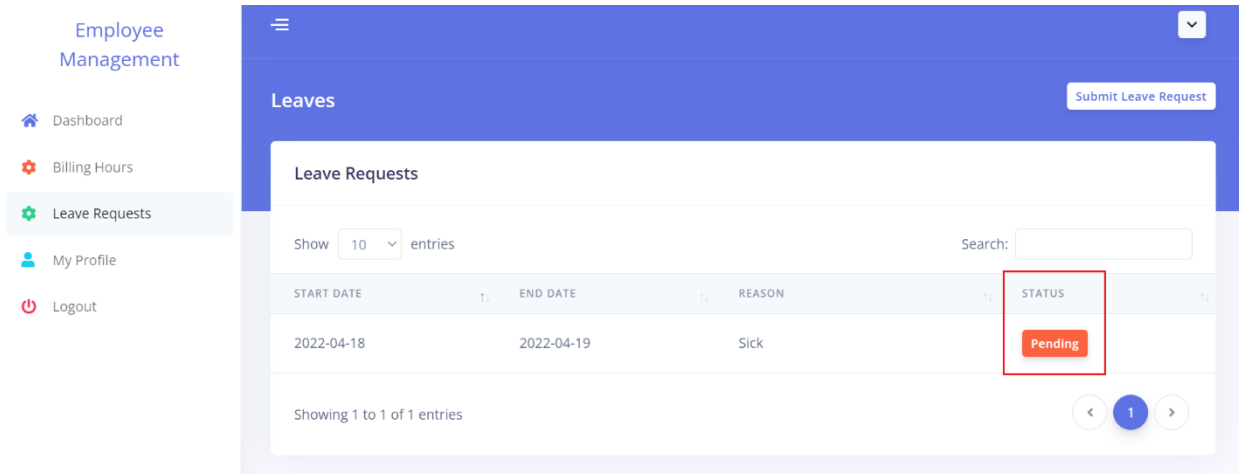 Employee
Management
Dashboard
Billing Hours
Leave Requests
My Profile
Logout
Leaves
Submit Leave Request
Leave Requests
Show 10 entries
Search:
START DATE END DATE REASON STATUS
2022-04-18 2022-04-19 Sick Pending
Showing 1 to 1 of 1 entries
1